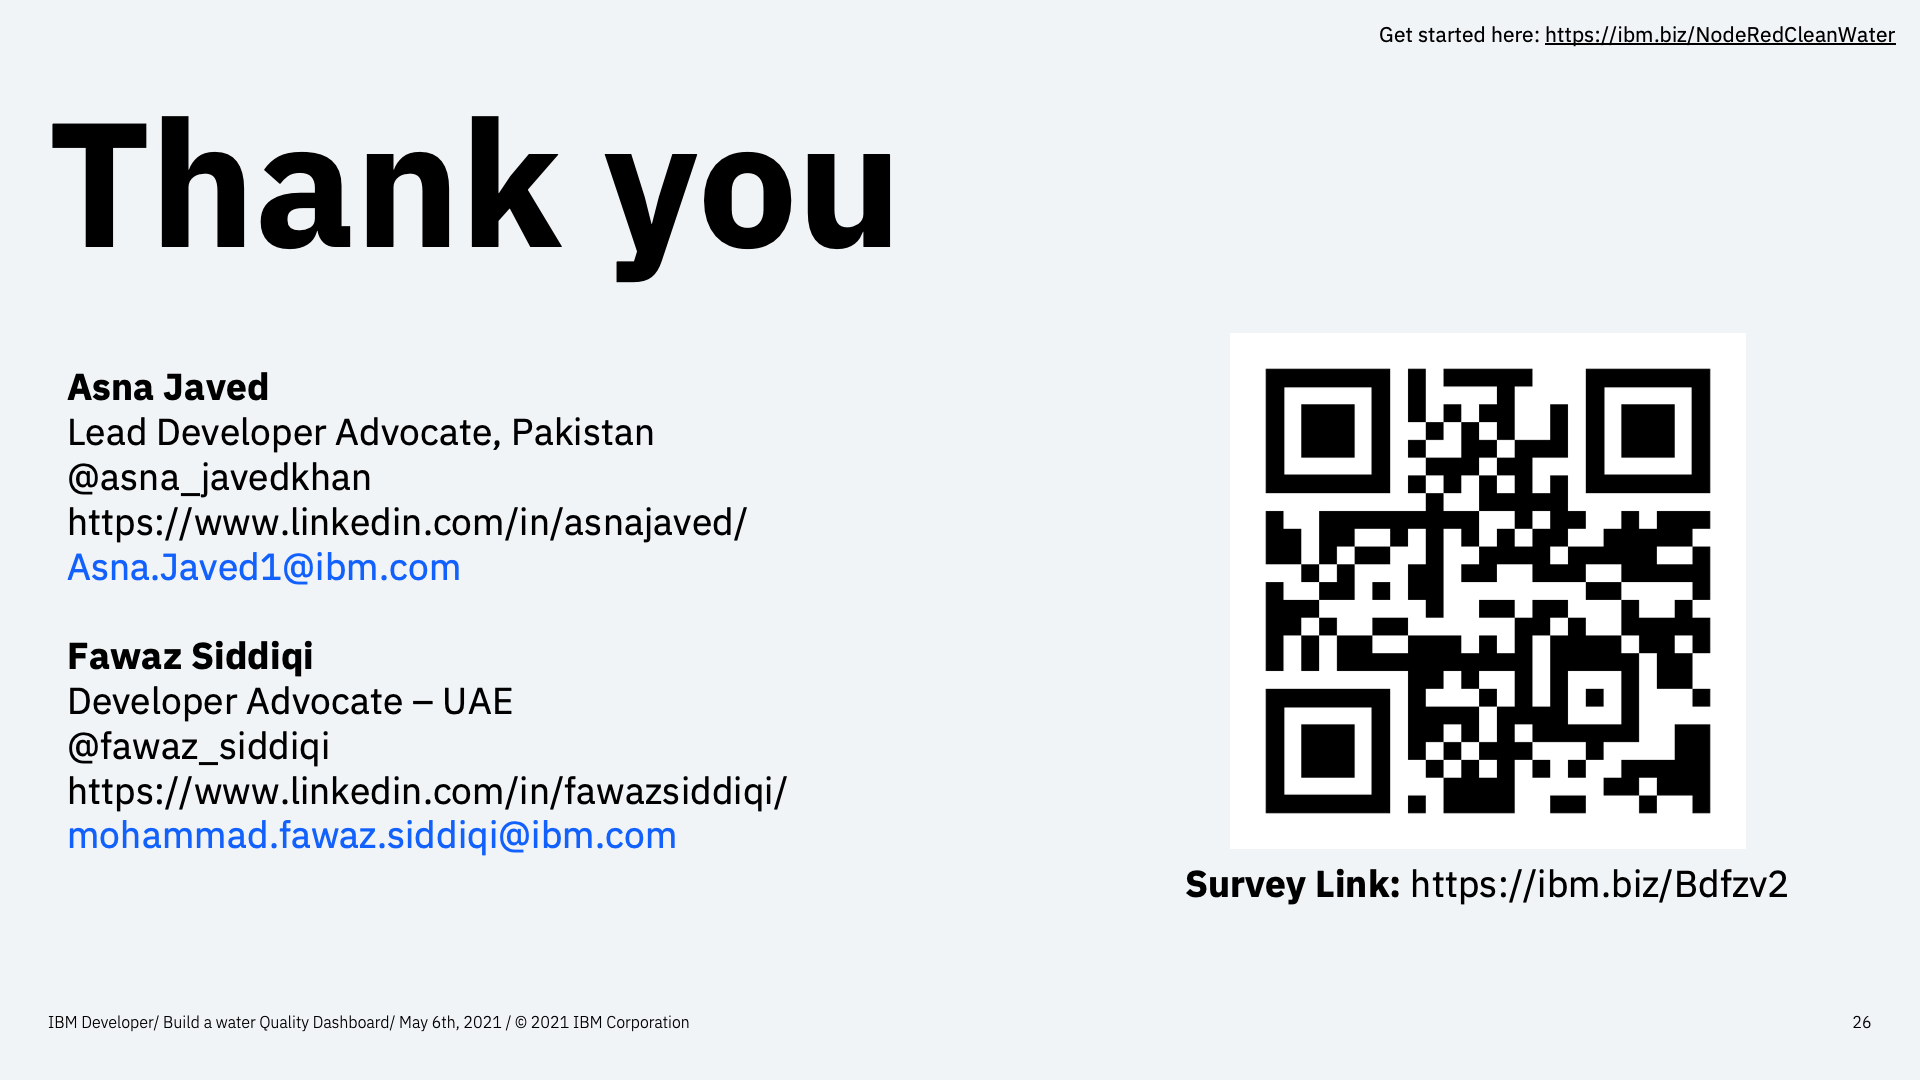 Get started here: https://ibm.biz/NodeRedCleanWater
Thank you
Asna Javed
Lead Developer Advocate, Pakistan
@asna_javedkhan
https://www.linkedin.com/in/asnajaved/
Asna.Javed1@ibm.com
Fawaz Siddiqi
Developer Advocate – UAE
@fawaz_siddiqi
https://www.linkedin.com/in/fawazsiddiqi/
mohammad.fawaz.siddiqi@ibm.com
Survey Link: https://ibm.biz/Bdfzv2
IBM Developer/ Build a water Quality Dashboard/ May 6th, 2021 / © 2021 IBM Corporation
26